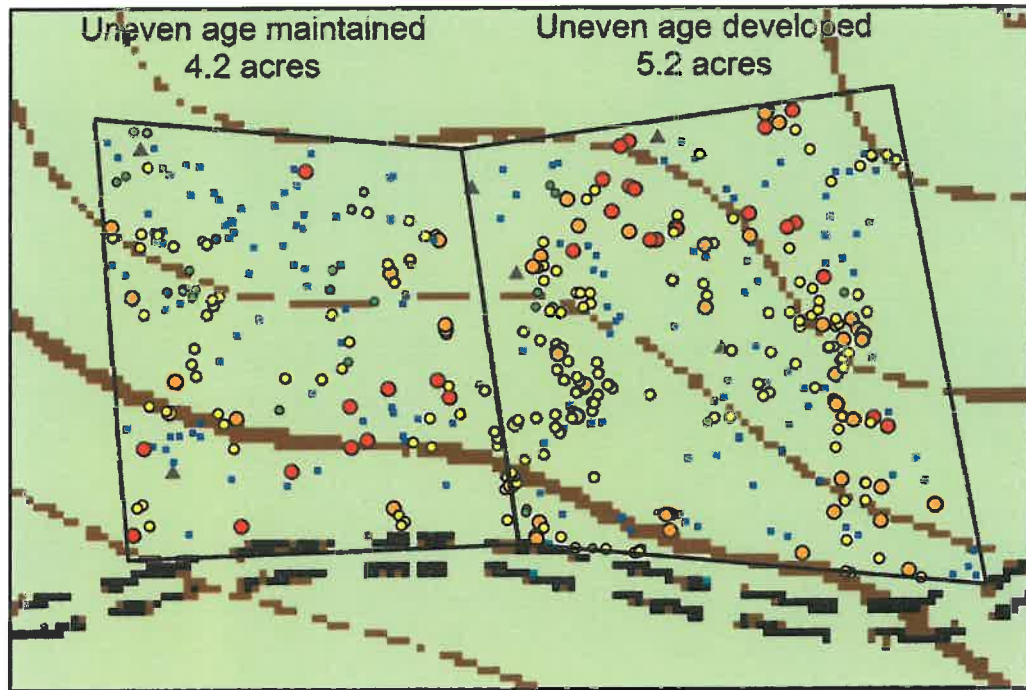 Uneven age maintained
4.2 acres
Uneven age developed
5.2 acres